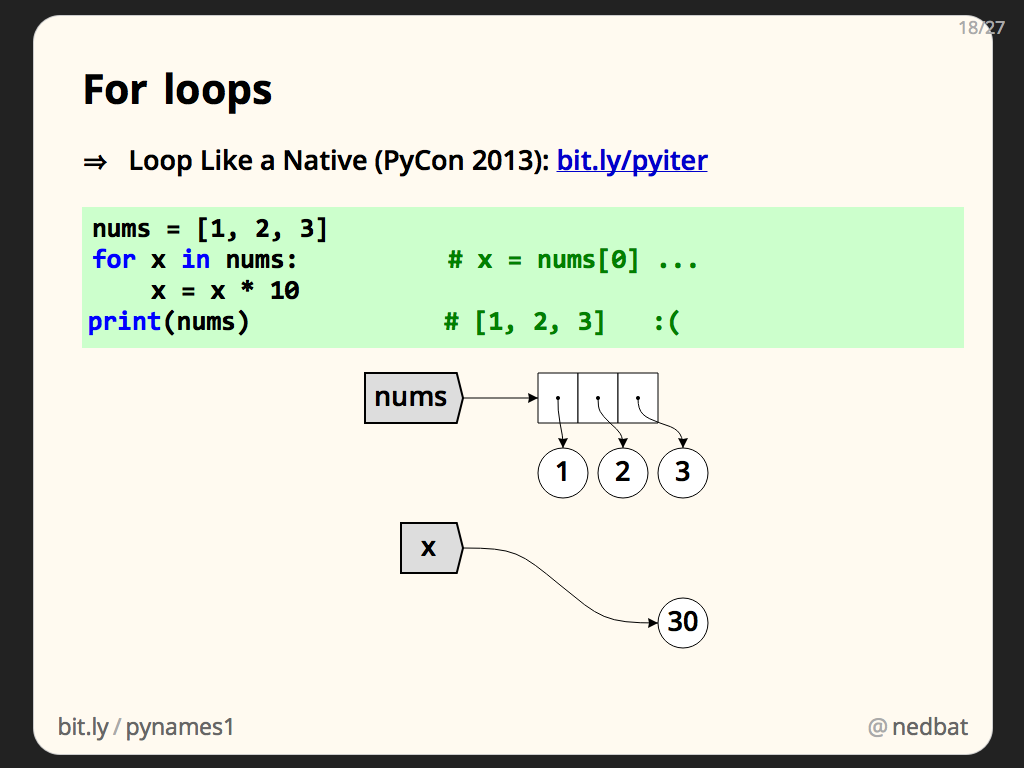 18/27
For loops
⇒ Loop Like a Native (PyCon 2013): bit.ly/pyiter
nums = [1, 2, 3]
for x in nums:          # x = nums[0] ...
    x = x * 10
print(nums)             # [1, 2, 3]   :(
nums
1 2 3
x
30
bit.ly/pynames1 @nedbat